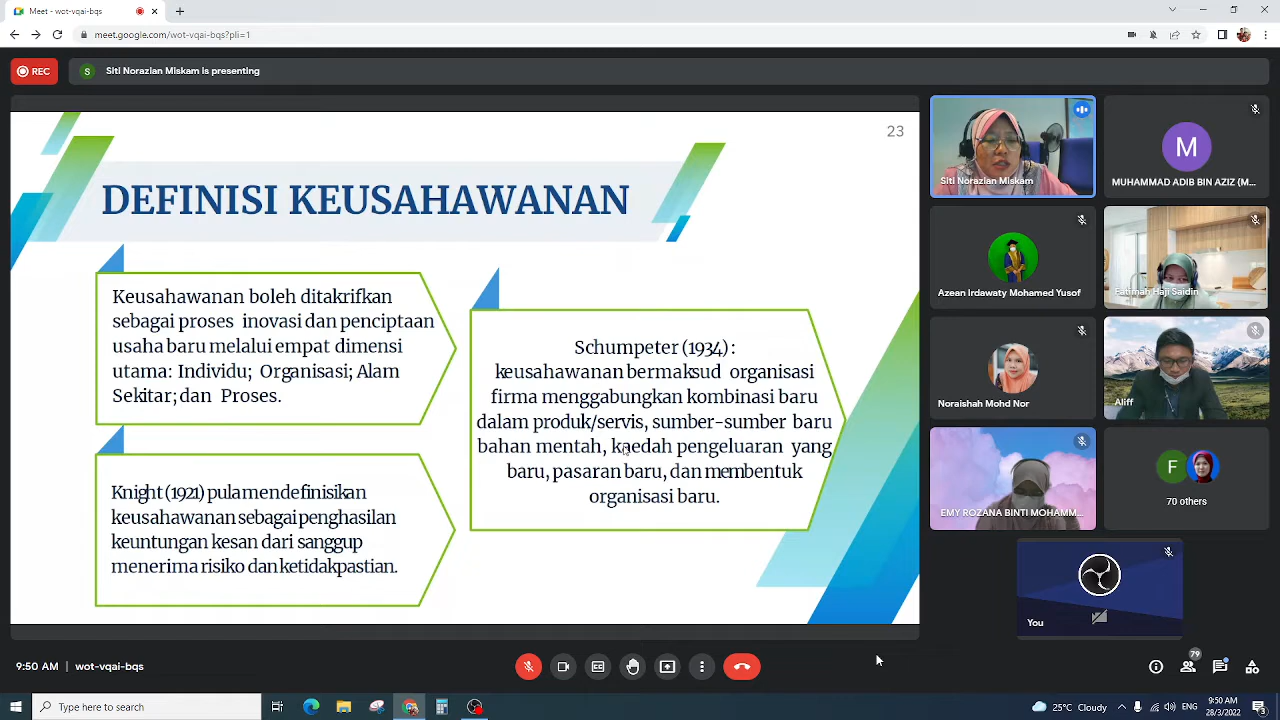 Meet - wot-vqai-bqs
meet.google.com/wot-vqai-bqs?pli=1
REC
S
Siti Norazian Miskam is presenting
23
DEFINISI KEUSAHAWANAN
Keusahawanan boleh ditakrifkan
sebagai proses inovasi dan penciptaan
usaha baru melalui empat dimensi
utama: Individu; Organisasi; Alam
Sekitar; dan Proses.
Knight (1921) pula mendefinisikan
keusahawanan sebagai penghasilan
keuntungan kesan dari sanggup
menerima risiko dan ketidakpastian.
Schumpeter (1934) :
keusahawanan bermaksud organisasi
firma menggabungkan kombinasi baru
dalam produk/servis, sumber-sumber baru
bahan mentah, kaedah pengeluaran yang
baru, pasaran baru, dan membentuk
organisasi baru.
Siti Norazian Miskam
M
MUHAMMAD ADIB BIN AZIZ (M...
Azean Irdawaty Mohamed Yusof
Fatimah Haji Saidin
Noraishah Mohd Nor
Aliff
EMY ROZANA BINTI MOHAMM...
F
70 others
You
9:50 AM | wot-vqai-bqs
79
Type here to search
25°C Cloudy
9:50 AM
28/3/2022
3